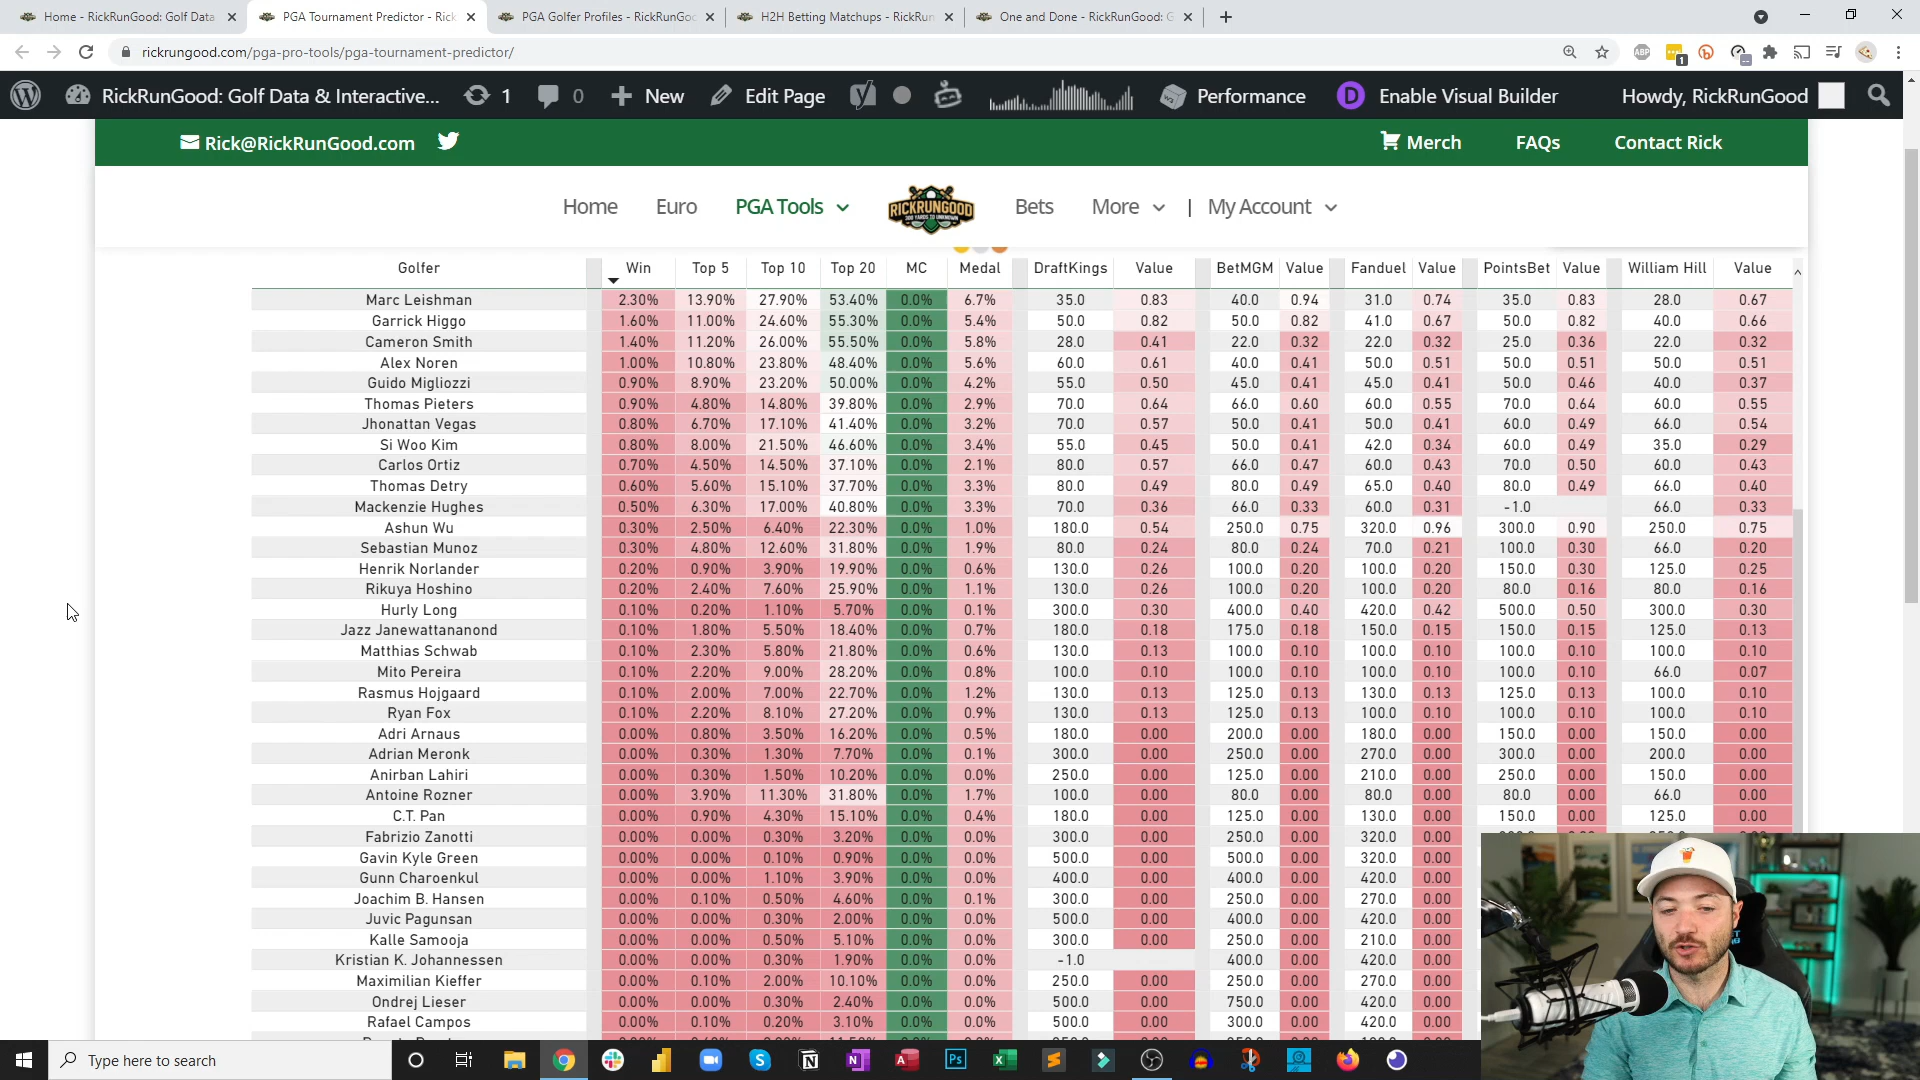 Home - RickRunGood: Golf Data
PGA Tournament Predictor - Rick
PGA Golfer Profiles - RickRunGoo
H2H Betting Matchups - RickRun
One and Done - RickRunGood: G
rickrungood.com/pga-pro-tools/pga-tournament-predictor/
ABP
1
RickRunGood: Golf Data & Interactive...
1
0
New
Edit Page
Performance
D Enable Visual Builder
Howdy, RickRunGood
Rick@RickRunGood.com
Merch
FAQs
Contact Rick
Home
Euro
PGA Tools
RICKRUNGOOD
Bets
More
|
My Account
Golfer Win Top 5 Top 10 Top 20 MC Medal DraftKings Value BetMGM Value Fanduel Value PointsBet Value William Hill Value
Marc Leishman 2.30% 13.90% 27.90% 53.40% 0.0% 6.7% 35.0 0.83 40.0 0.94 31.0 0.74 35.0 0.83 28.0 0.67
Garrick Higgo 1.60% 11.00% 24.60% 55.30% 0.0% 5.4% 50.0 0.82 50.0 0.82 41.0 0.67 50.0 0.82 40.0 0.66
Cameron Smith 1.40% 11.20% 26.00% 55.50% 0.0% 5.8% 28.0 0.41 22.0 0.32 22.0 0.32 25.0 0.36 22.0 0.32
Alex Noren 1.00% 10.80% 23.80% 48.40% 0.0% 5.6% 60.0 0.61 40.0 0.41 50.0 0.51 50.0 0.51 50.0 0.51
Guido Migliozzi 0.90% 8.90% 23.20% 50.00% 0.0% 4.2% 55.0 0.50 45.0 0.41 45.0 0.41 50.0 0.46 40.0 0.37
Thomas Pieters 0.90% 4.80% 14.80% 39.80% 0.0% 2.9% 70.0 0.64 66.0 0.60 60.0 0.55 70.0 0.64 60.0 0.55
Jhonattan Vegas 0.80% 6.70% 17.10% 41.40% 0.0% 3.2% 70.0 0.57 50.0 0.41 50.0 0.41 60.0 0.49 66.0 0.54
Si Woo Kim 0.80% 8.00% 21.50% 46.60% 0.0% 3.4% 55.0 0.45 50.0 0.41 42.0 0.34 60.0 0.49 35.0 0.29
Carlos Ortiz 0.70% 4.50% 14.50% 37.10% 0.0% 2.1% 80.0 0.57 66.0 0.47 60.0 0.43 70.0 0.50 60.0 0.43
Thomas Detry 0.60% 5.60% 15.10% 37.70% 0.0% 3.3% 80.0 0.49 80.0 0.49 65.0 0.40 80.0 0.49 66.0 0.40
Mackenzie Hughes 0.50% 6.30% 17.00% 40.80% 0.0% 3.3% 70.0 0.36 66.0 0.33 60.0 0.31 -1.0 66.0 0.33
Ashun Wu 0.30% 2.50% 6.40% 22.30% 0.0% 1.0% 180.0 0.54 250.0 0.75 320.0 0.96 300.0 0.90 250.0 0.75
Sebastian Munoz 0.30% 4.80% 12.60% 31.80% 0.0% 1.9% 80.0 0.24 80.0 0.24 70.0 0.21 100.0 0.30 66.0 0.20
Henrik Norlander 0.20% 0.90% 3.90% 19.90% 0.0% 0.6% 130.0 0.26 100.0 0.20 100.0 0.20 150.0 0.30 125.0 0.25
Rikuya Hoshino 0.20% 2.40% 7.60% 25.90% 0.0% 1.1% 130.0 0.26 100.0 0.20 100.0 0.20 80.0 0.16 80.0 0.16
Hurly Long 0.10% 0.20% 1.10% 5.70% 0.0% 0.1% 300.0 0.30 400.0 0.40 420.0 0.42 500.0 0.50 300.0 0.30
Jazz Janewattananond 0.10% 1.80% 5.50% 18.40% 0.0% 0.7% 180.0 0.18 175.0 0.18 150.0 0.15 150.0 0.15 125.0 0.13
Matthias Schwab 0.10% 2.30% 5.80% 21.80% 0.0% 0.6% 130.0 0.13 100.0 0.10 100.0 0.10 100.0 0.10 100.0 0.10
Mito Pereira 0.10% 2.20% 9.00% 28.20% 0.0% 0.8% 100.0 0.10 100.0 0.10 100.0 0.10 100.0 0.10 66.0 0.07
Rasmus Hojgaard 0.10% 2.00% 7.00% 22.70% 0.0% 1.2% 130.0 0.13 125.0 0.13 130.0 0.13 125.0 0.13 100.0 0.10
Ryan Fox 0.10% 2.20% 8.10% 27.20% 0.0% 0.9% 130.0 0.13 125.0 0.13 100.0 0.10 100.0 0.10 100.0 0.10
Adri Arnaus 0.00% 0.80% 3.50% 16.20% 0.0% 0.5% 180.0 0.00 200.0 0.00 180.0 0.00 150.0 0.00 150.0 0.00
Adrian Meronk 0.00% 0.30% 1.30% 7.70% 0.0% 0.1% 300.0 0.00 250.0 0.00 270.0 0.00 300.0 0.00 200.0 0.00
Anirban Lahiri 0.00% 0.30% 1.50% 10.20% 0.0% 0.0% 250.0 0.00 125.0 0.00 210.0 0.00 250.0 0.00 150.0 0.00
Antoine Rozner 0.00% 3.90% 11.30% 31.80% 0.0% 1.7% 100.0 0.00 80.0 0.00 80.0 0.00 80.0 0.00 66.0 0.00
C.T. Pan 0.00% 0.90% 4.30% 15.10% 0.0% 0.4% 180.0 0.00 125.0 0.00 130.0 0.00 150.0 0.00 125.0 0.00
Fabrizio Zanotti 0.00% 0.00% 0.30% 3.20% 0.0% 0.0% 300.0 0.00 250.0 0.00 320.0 0.00
Gavin Kyle Green 0.00% 0.00% 0.10% 0.90% 0.0% 0.0% 500.0 0.00 500.0 0.00 320.0 0.00
Gunn Charoenkul 0.00% 0.00% 1.10% 3.90% 0.0% 0.0% 400.0 0.00 400.0 0.00 420.0 0.00
Joachim B. Hansen 0.00% 0.10% 0.50% 4.60% 0.0% 0.1% 300.0 0.00 250.0 0.00 270.0 0.00
Juvic Pagunsan 0.00% 0.00% 0.30% 2.00% 0.0% 0.0% 500.0 0.00 400.0 0.00 420.0 0.00
Kalle Samooja 0.00% 0.00% 0.50% 5.10% 0.0% 0.0% 300.0 0.00 250.0 0.00 210.0 0.00
Kristian K. Johannessen 0.00% 0.00% 0.30% 1.90% 0.0% 0.0% -1.0 400.0 0.00 420.0 0.00
Maximilian Kieffer 0.00% 0.10% 2.00% 10.10% 0.0% 0.0% 250.0 0.00 250.0 0.00 270.0 0.00
Ondrej Lieser 0.00% 0.00% 0.30% 2.40% 0.0% 0.0% 500.0 0.00 750.0 0.00 420.0 0.00
Rafael Campos 0.00% 0.10% 0.20% 3.10% 0.0% 0.0% 500.0 0.00 300.0 0.00 420.0 0.00
Type here to search